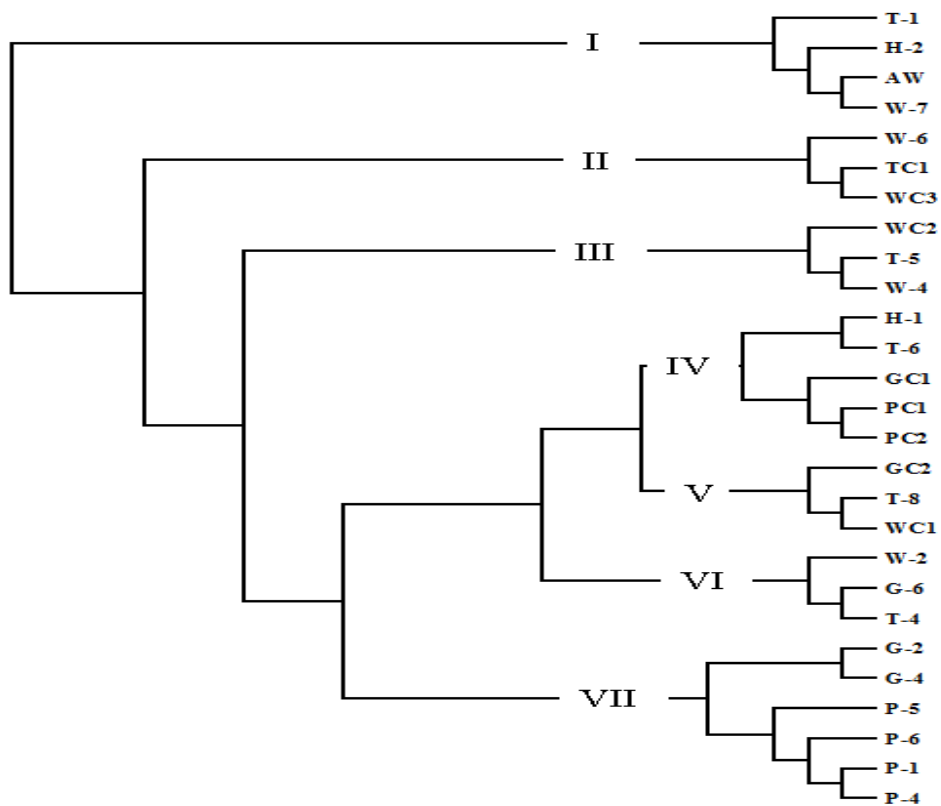 T-1
I
H-2
AW
W-7
W-6
II
TC1
WC3
WC2
III
T-5
W-4
H-1
T-6
IV
GC1
PC1
PC2
GC2
V
T-8
WC1
W-2
VI
G-6
T-4
G-2
G-4
VII
P-5
P-6
P-1
P-4